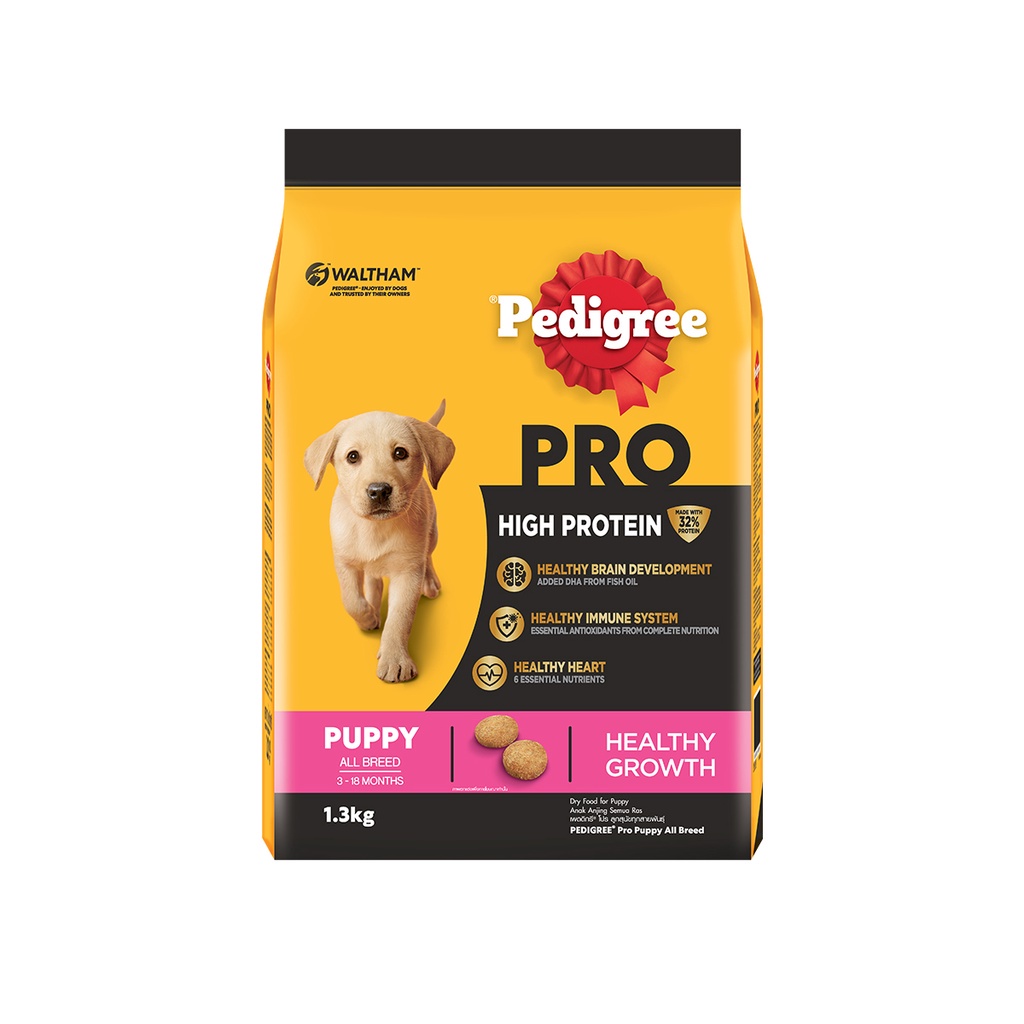 WALTHAM™
PEDIGREE® - ENJOYED BY DOGS
AND TRUSTED BY THEIR OWNERS
®Pedigree
PRO
HIGH PROTEIN
MADE WITH
32%
PROTEIN
HEALTHY BRAIN DEVELOPMENT
ADDED DHA FROM FISH OIL
HEALTHY IMMUNE SYSTEM
ESSENTIAL ANTIOXIDANTS FROM COMPLETE NUTRITION
HEALTHY HEART
6 ESSENTIAL NUTRIENTS
PUPPY
ALL BREED
3 - 18 MONTHS
HEALTHY
GROWTH
1.3kg
Dry Food for Puppy
Anak Anjing Semua Ras
เพดดิกรี® โปร ลูกสุนัขทุกสายพันธุ์
PEDIGREE® Pro Puppy All Breed